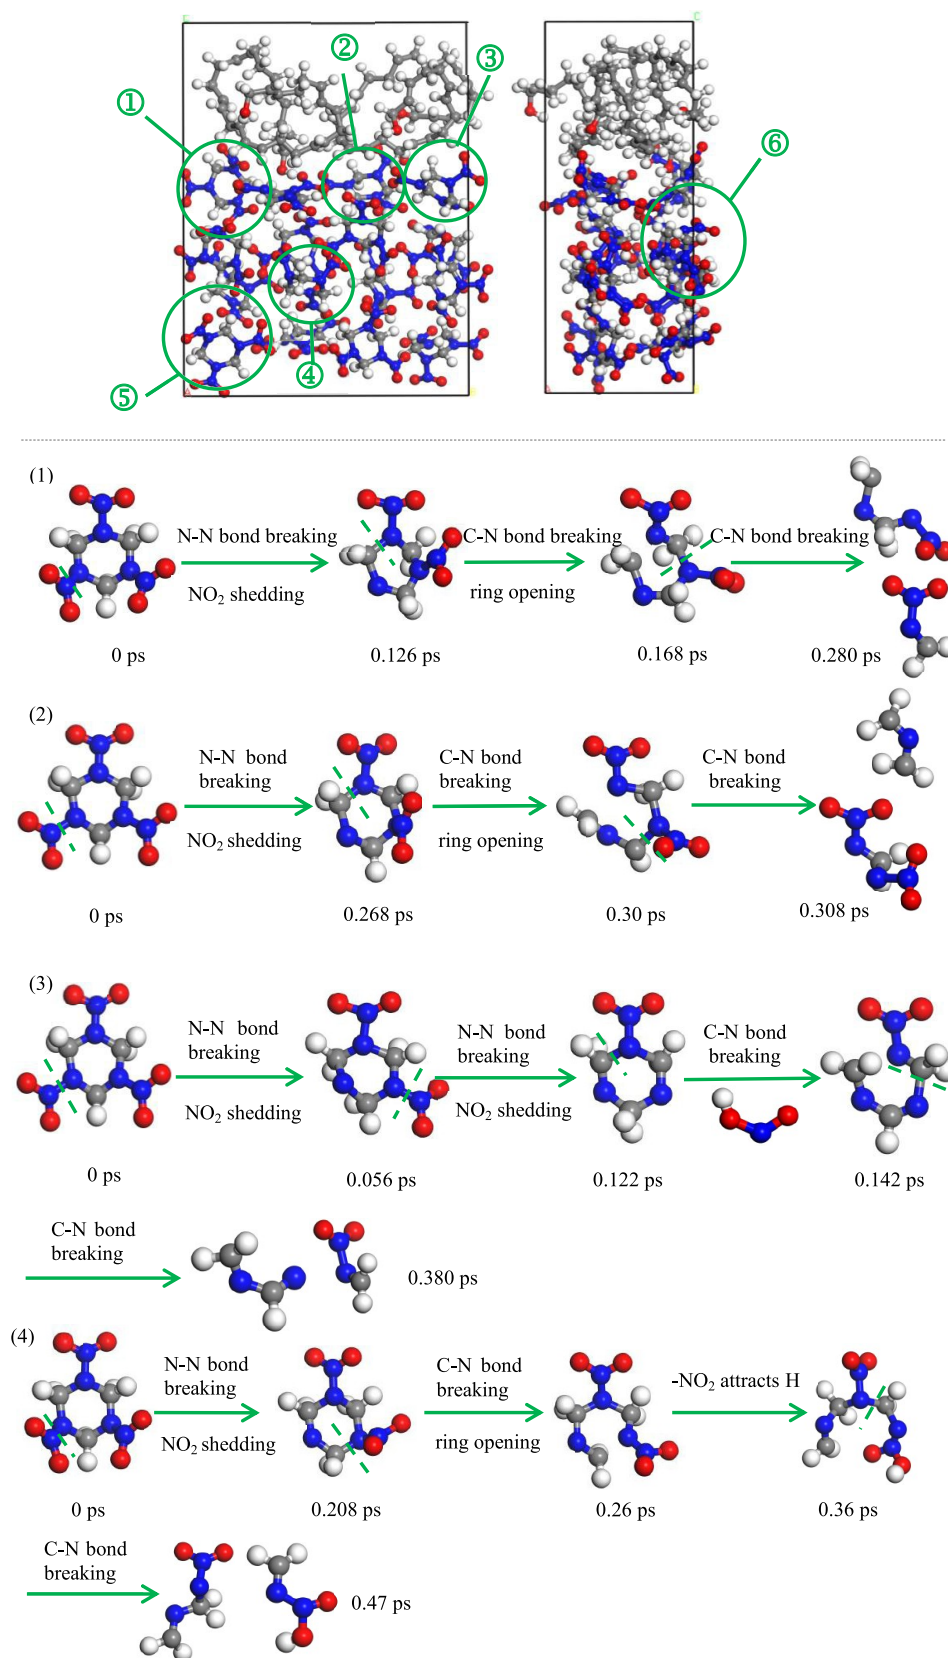 ②
③
①
⑥
④
⑤
(1)
N-N bond breaking
NO₂ shedding
C-N bond breaking
ring opening
C-N bond breaking
0 ps
0.126 ps
0.168 ps
0.280 ps
(2)
N-N bond
breaking
NO₂ shedding
C-N bond
breaking
ring opening
C-N bond
breaking
0 ps
0.268 ps
0.30 ps
0.308 ps
(3)
N-N bond
breaking
NO₂ shedding
N-N bond
breaking
NO₂ shedding
C-N bond
breaking
0 ps
0.056 ps
0.122 ps
0.142 ps
C-N bond
breaking
0.380 ps
(4)
N-N bond
breaking
NO₂ shedding
C-N bond
breaking
ring opening
-NO₂ attracts H
0 ps
0.208 ps
0.26 ps
0.36 ps
C-N bond
breaking
0.47 ps